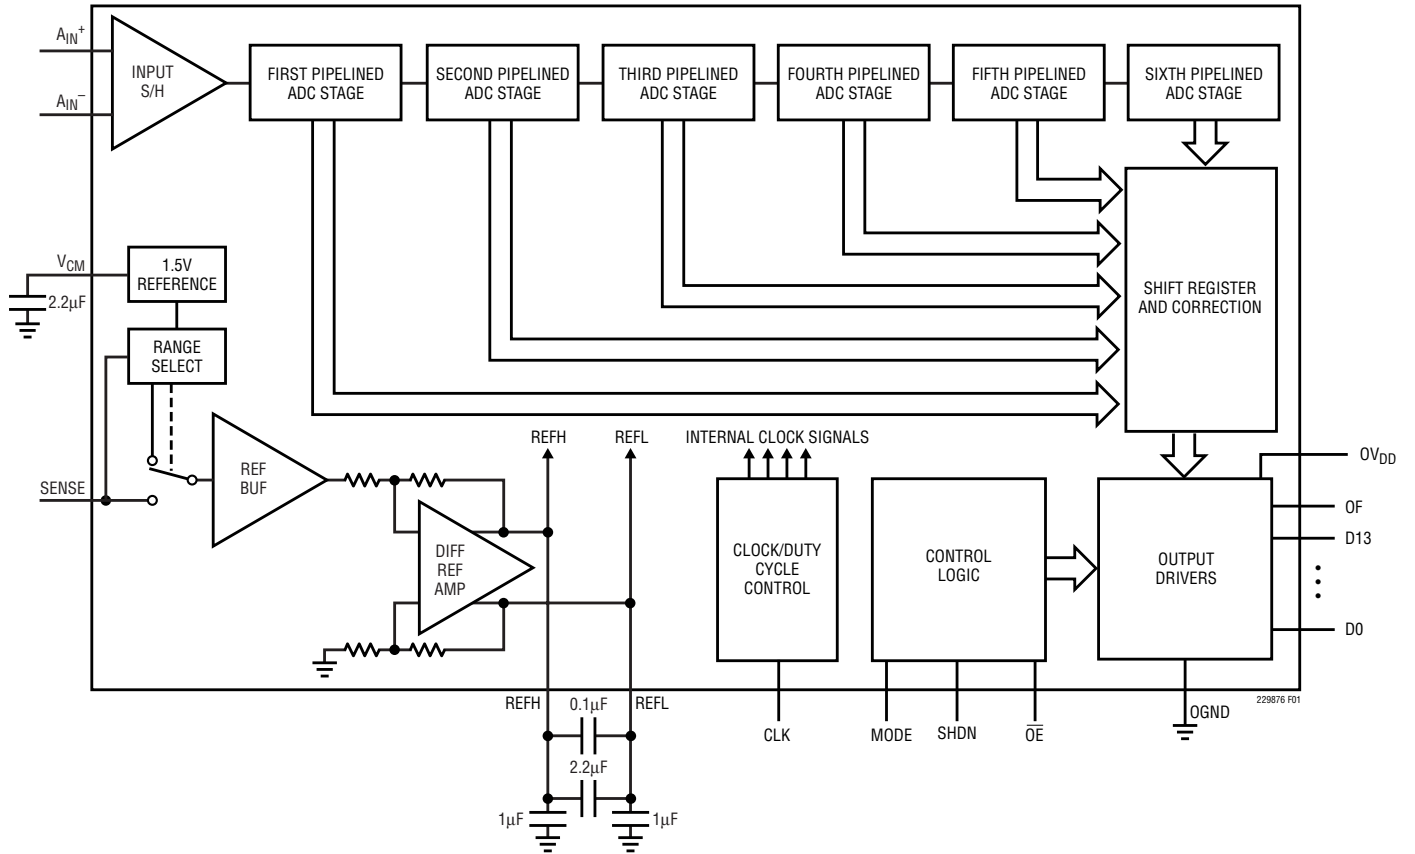 AIN+
AIN−
INPUT
S/H
FIRST PIPELINED
ADC STAGE
SECOND PIPELINED
ADC STAGE
THIRD PIPELINED
ADC STAGE
FOURTH PIPELINED
ADC STAGE
FIFTH PIPELINED
ADC STAGE
SIXTH PIPELINED
ADC STAGE
VCM
2.2µF
1.5V
REFERENCE
RANGE
SELECT
SHIFT REGISTER
AND CORRECTION
SENSE
REF
BUF
REFH
REFL
INTERNAL CLOCK SIGNALS
DIFF
REF
AMP
CLOCK/DUTY
CYCLE
CONTROL
CONTROL
LOGIC
OUTPUT
DRIVERS
OVDD
OF
D13
D0
REFH
0.1µF
REFL
2.2µF
1µF
1µF
CLK
MODE
SHDN
O̅E̅
OGND
229876 F01